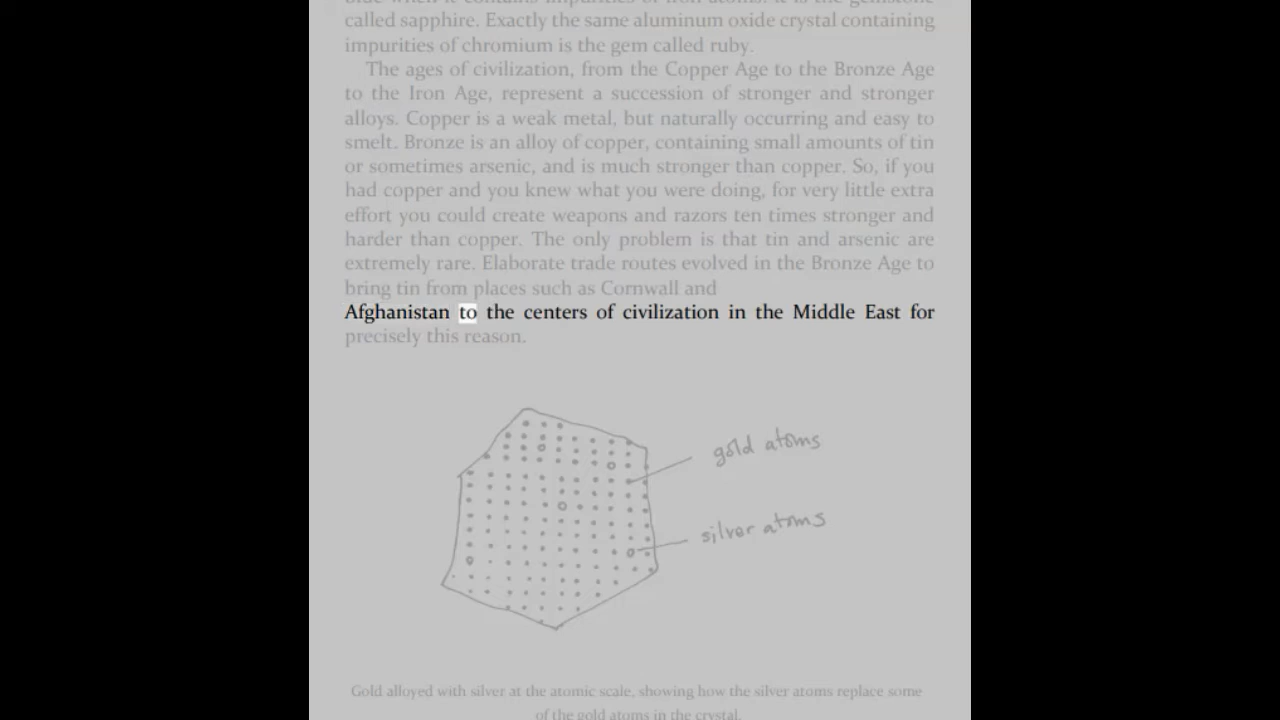 called sapphire. Exactly the same aluminum oxide crystal containing
impurities of chromium is the gem called ruby.
The ages of civilization, from the Copper Age to the Bronze Age
to the Iron Age, represent a succession of stronger and stronger
alloys. Copper is a weak metal, but naturally occurring and easy to
smelt. Bronze is an alloy of copper, containing small amounts of tin
or sometimes arsenic, and is much stronger than copper. So, if you
had copper and you knew what you were doing, for very little extra
effort you could create weapons and razors ten times stronger and
harder than copper. The only problem is that tin and arsenic are
extremely rare. Elaborate trade routes evolved in the Bronze Age to
bring tin from places such as Cornwall and
Afghanistan to the centers of civilization in the Middle East for
precisely this reason.
gold atoms
silver atoms
Gold alloyed with silver at the atomic scale, showing how the silver atoms replace some
of the gold atoms in the crystal.